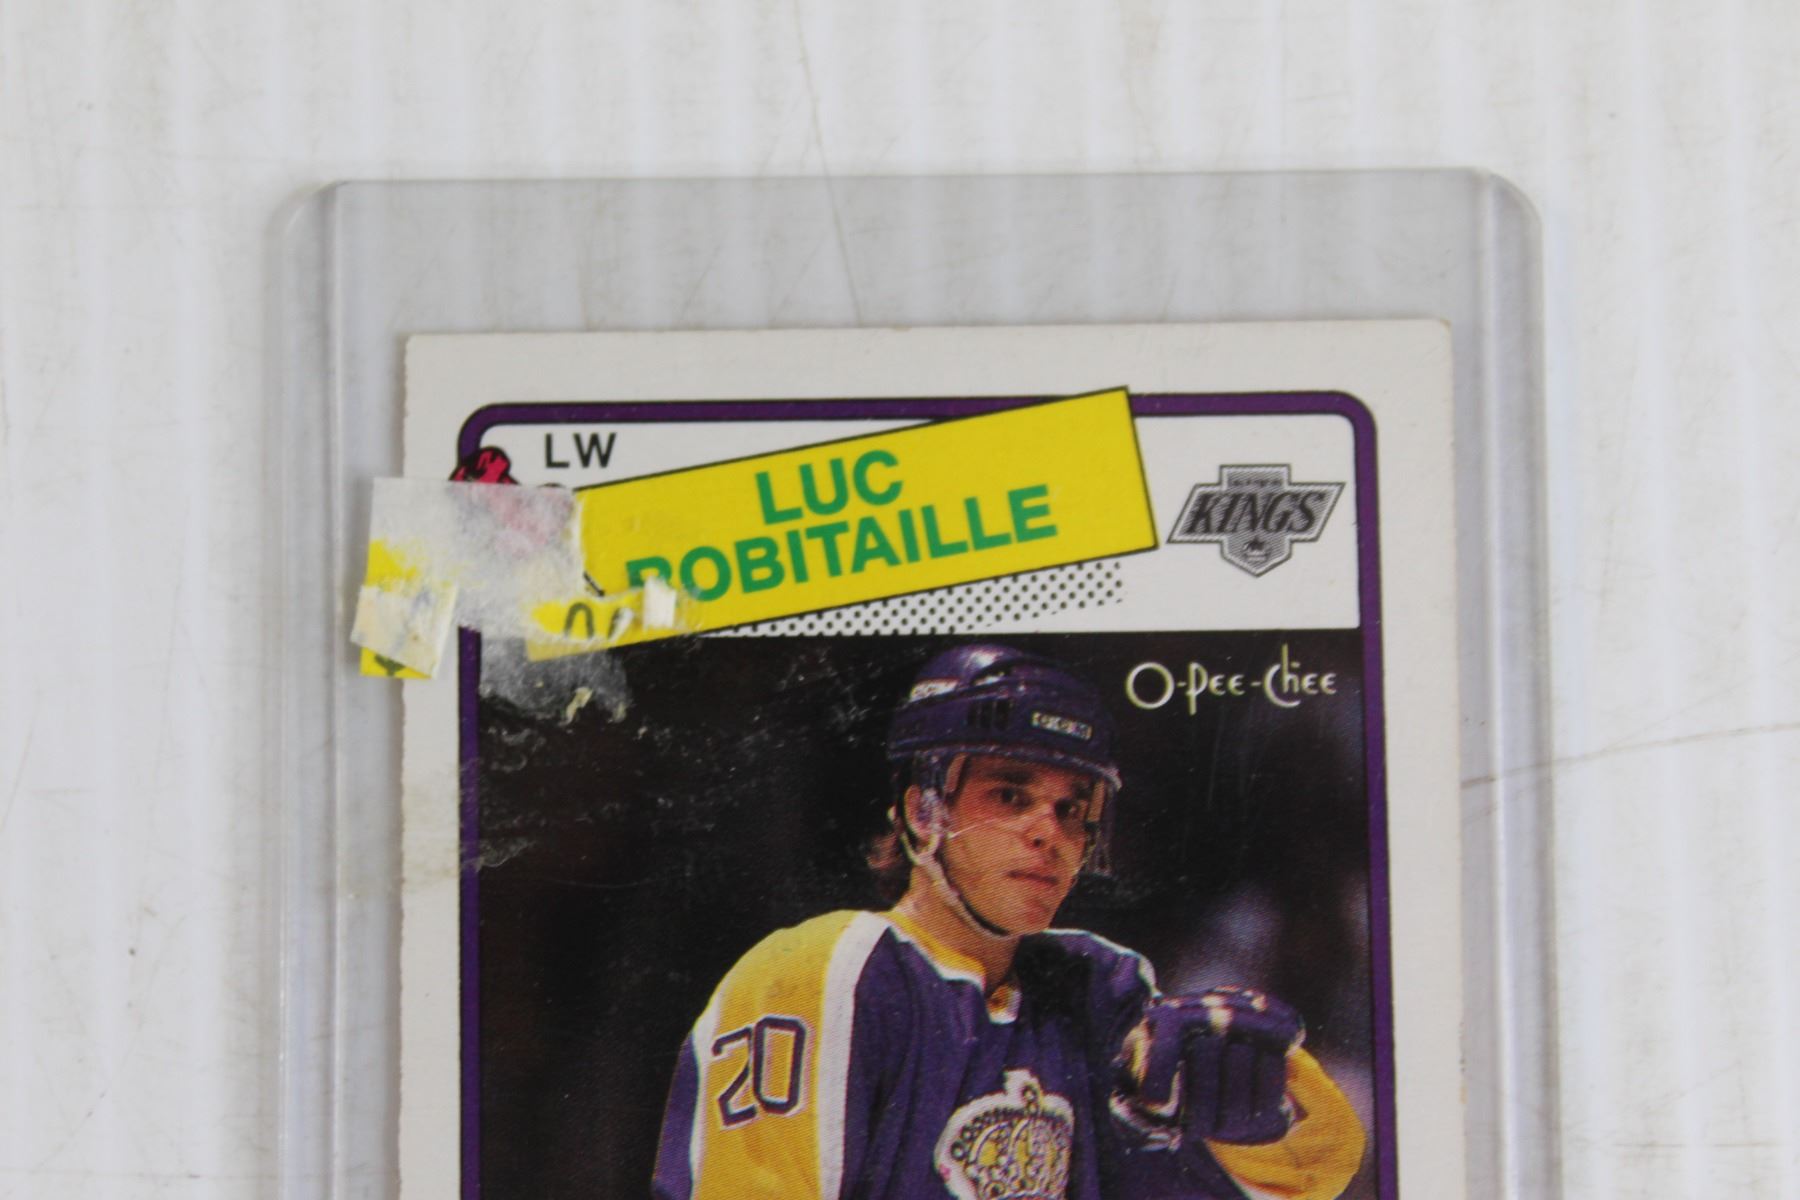 LW
LUC
ROBITAILLE
KINGS
O-Pee-Chee
20